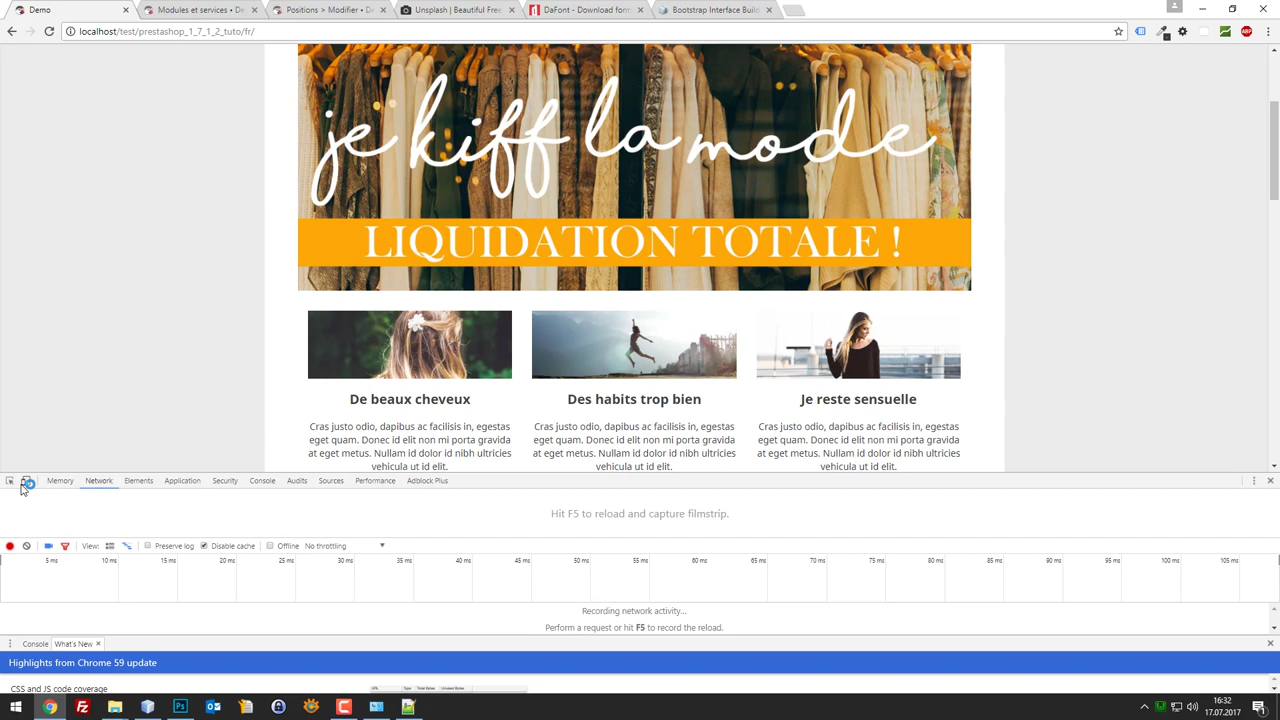 Demo
Modules et services • De
Positions > Modifier • De
Unsplash | Beautiful Free
DaFont - Download fon
Bootstrap Interface Buil
localhost/test/prestashop_1_7_1_2_tuto/fr/
je kiff la mode
LIQUIDATION TOTALE !
De beaux cheveux
Des habits trop bien
Je reste sensuelle
Cras justo odio, dapibus ac facilisis in, egestas
eget quam. Donec id elit non mi porta gravida
at eget metus. Nullam id dolor id nibh ultricies
vehicula ut id elit.
Cras justo odio, dapibus ac facilisis in, egestas
eget quam. Donec id elit non mi porta gravida
at eget metus. Nullam id dolor id nibh ultricies
vehicula ut id elit.
Cras justo odio, dapibus ac facilisis in, egestas
eget quam. Donec id elit non mi porta gravida
at eget metus. Nullam id dolor id nibh ultricies
vehicula ut id elit.
Memory Network Elements Application Security Console Audits Sources Performance Adblock Plus
Hit F5 to reload and capture filmstrip.
View: Preserve log Disable cache Offline No throttling
5 ms 10 ms 15 ms 20 ms 25 ms 30 ms 35 ms 40 ms 45 ms 50 ms 55 ms 60 ms 65 ms 70 ms 75 ms 80 ms 85 ms 90 ms 95 ms 100 ms 105 ms
Recording network activity...
Perform a request or hit F5 to record the reload.
Console What's New
Highlights from Chrome 59 update
CSS and JS code coverage
URL Type Total Bytes Unused Bytes
16:32
17.07.2017